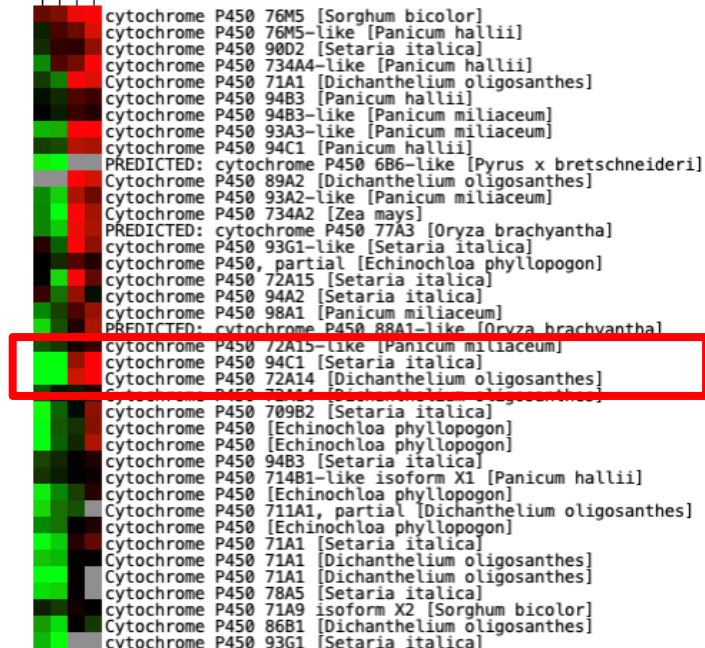 cytochrome P450 76M5 [Sorghum bicolor]
cytochrome P450 76M5-like [Panicum hallii]
cytochrome P450 90D2 [Setaria italica]
cytochrome P450 734A4-like [Panicum hallii]
cytochrome P450 71A1 [Dichanthelium oligosanthes]
cytochrome P450 94B3 [Panicum hallii]
cytochrome P450 94B3-like [Panicum miliaceum]
cytochrome P450 93A3-like [Panicum miliaceum]
cytochrome P450 94C1 [Panicum hallii]
PREDICTED: cytochrome P450 6B6-like [Pyrus x bretschneideri]
Cytochrome P450 89A2 [Dichanthelium oligosanthes]
cytochrome P450 93A2-like [Panicum miliaceum]
Cytochrome P450 734A2 [Zea mays]
PREDICTED: cytochrome P450 77A3 [Oryza brachyantha]
cytochrome P450 93G1-like [Setaria italica]
cytochrome P450, partial [Echinochloa phyllopogon]
cytochrome P450 72A15 [Setaria italica]
cytochrome P450 94A2 [Setaria italica]
cytochrome P450 98A1 [Panicum miliaceum]
PREDICTED: cytochrome P450 88A1-like [Oryza brachyantha]
cytochrome P450 72A15-like [Panicum miliaceum]
cytochrome P450 94C1 [Setaria italica]
Cytochrome P450 72A14 [Dichanthelium oligosanthes]
Cytochrome P450 72A14 [Dichanthelium oligosanthes]
cytochrome P450 709B2 [Setaria italica]
cytochrome P450 [Echinochloa phyllopogon]
cytochrome P450 [Echinochloa phyllopogon]
cytochrome P450 94B3 [Setaria italica]
cytochrome P450 714B1-like isoform X1 [Panicum hallii]
cytochrome P450 [Echinochloa phyllopogon]
Cytochrome P450 711A1, partial [Dichanthelium oligosanthes]
cytochrome P450 [Echinochloa phyllopogon]
cytochrome P450 71A1 [Setaria italica]
Cytochrome P450 71A1 [Dichanthelium oligosanthes]
Cytochrome P450 71A1 [Dichanthelium oligosanthes]
cytochrome P450 78A5 [Setaria italica]
cytochrome P450 71A9 isoform X2 [Sorghum bicolor]
Cytochrome P450 86B1 [Dichanthelium oligosanthes]
cytochrome P450 93G1 [Setaria italica]